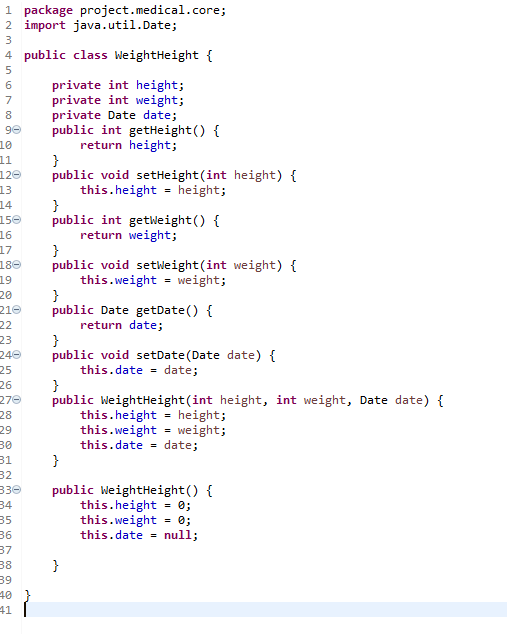 1 package project.medical.core;
2 import java.util.Date;
3
4 public class WeightHeight {
5
6     private int height;
7     private int weight;
8     private Date date;
9     public int getHeight() {
10         return height;
11     }
12     public void setHeight(int height) {
13         this.height = height;
14     }
15     public int getWeight() {
16         return weight;
17     }
18     public void setWeight(int weight) {
19         this.weight = weight;
20     }
21     public Date getDate() {
22         return date;
23     }
24     public void setDate(Date date) {
25         this.date = date;
26     }
27     public WeightHeight(int height, int weight, Date date) {
28         this.height = height;
29         this.weight = weight;
30         this.date = date;
31     }
32
33     public WeightHeight() {
34         this.height = 0;
35         this.weight = 0;
36         this.date = null;
37
38     }
39
40 }
41